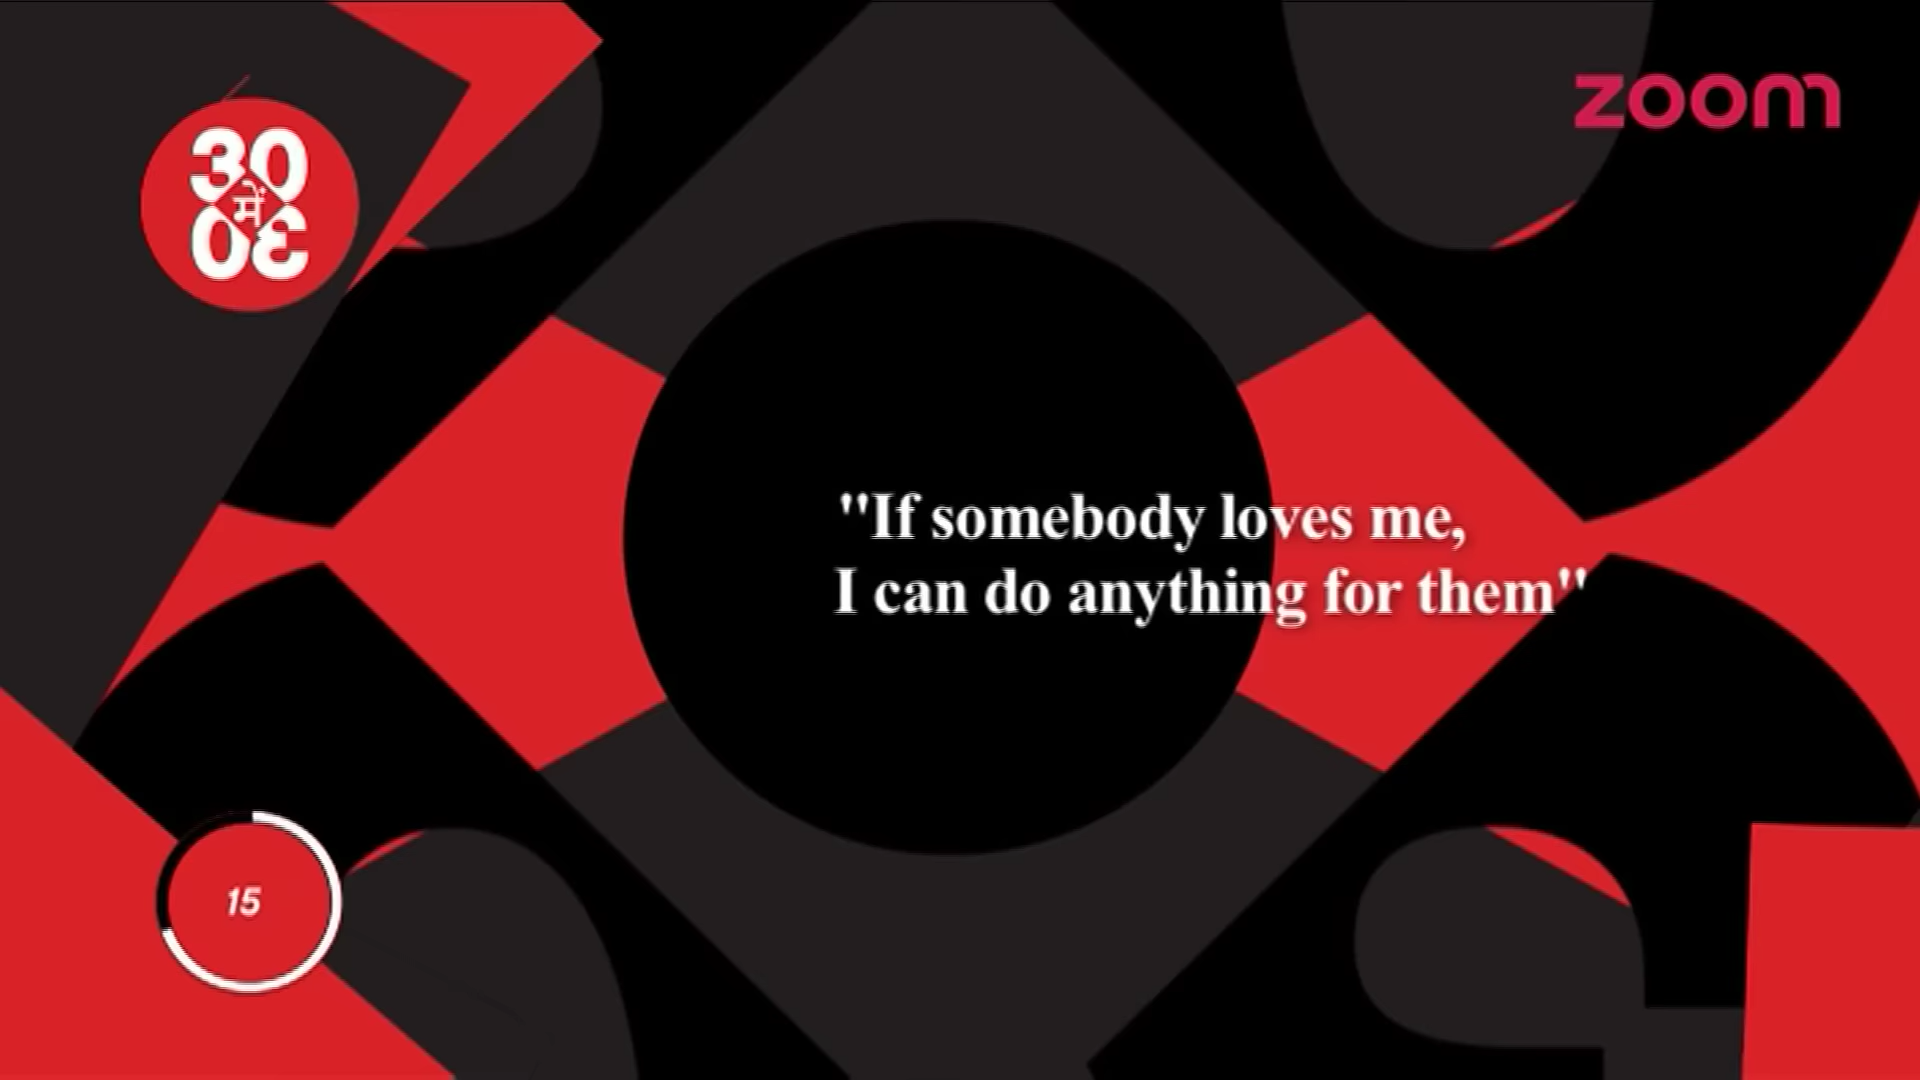 30
में
30
zoom
"If somebody loves me,
I can do anything for them"
15